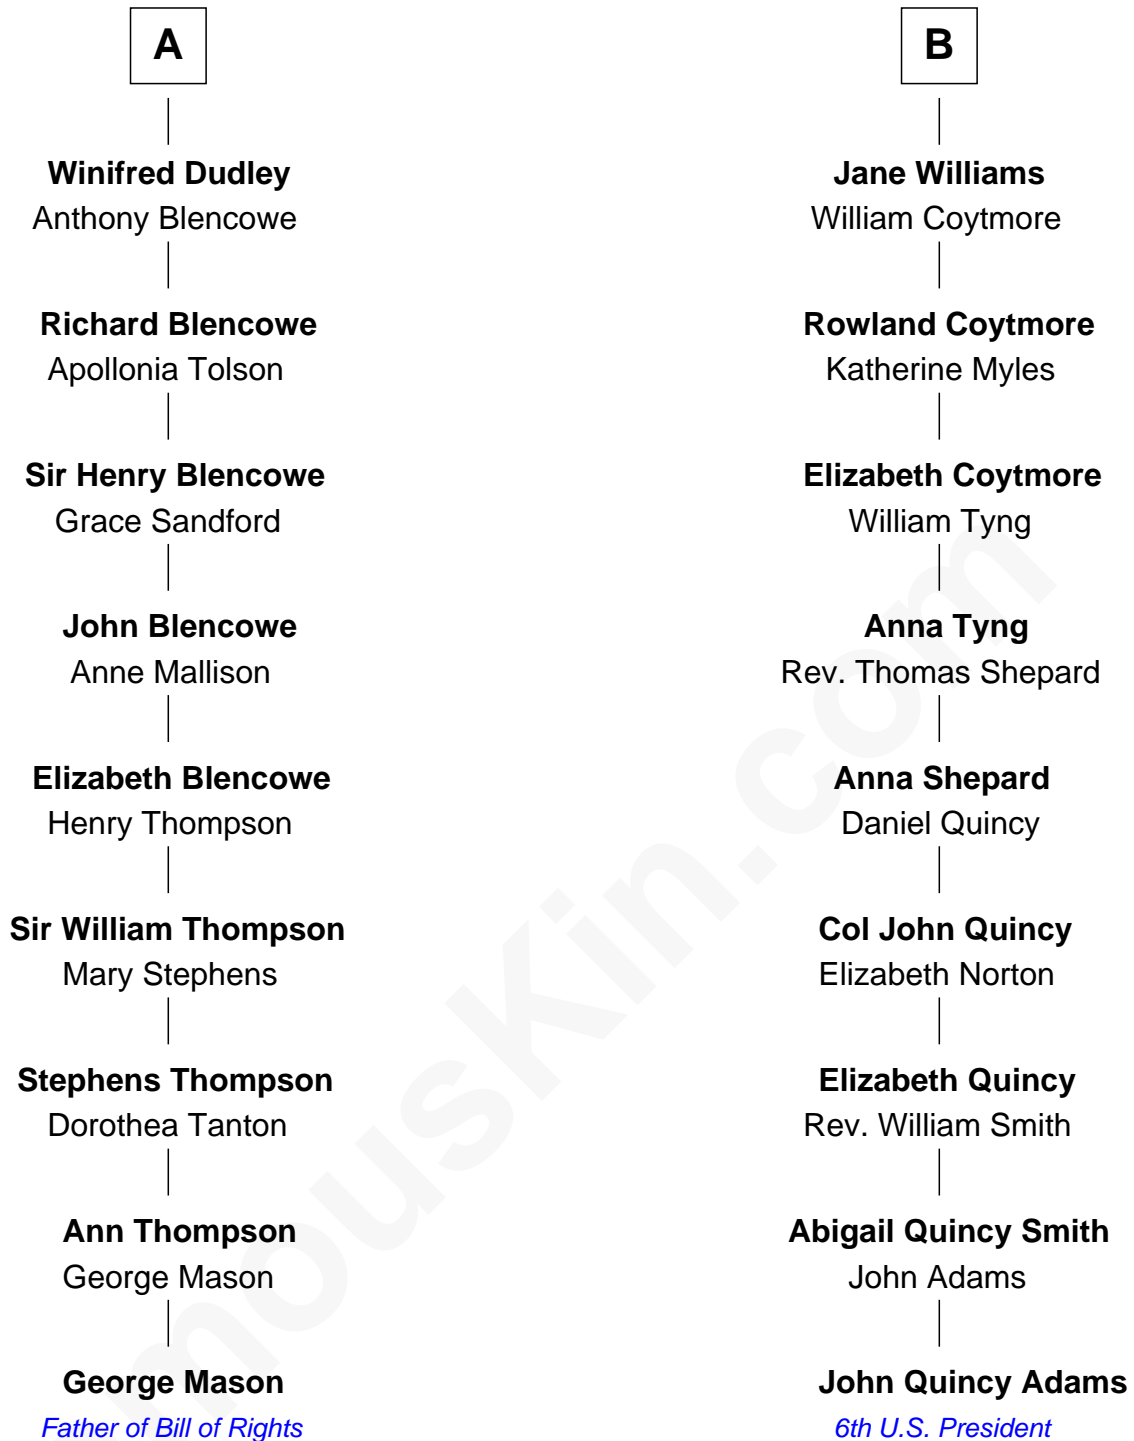 A
Winifred Dudley
Anthony Blencowe
Richard Blencowe
Apollonia Tolson
Sir Henry Blencowe
Grace Sandford
John Blencowe
Anne Mallison
Elizabeth Blencowe
Henry Thompson
Sir William Thompson
Mary Stephens
Stephens Thompson
Dorothea Tanton
Ann Thompson
George Mason
George Mason
Father of Bill of Rights
B
Jane Williams
William Coytmore
Rowland Coytmore
Katherine Myles
Elizabeth Coytmore
William Tyng
Anna Tyng
Rev. Thomas Shepard
Anna Shepard
Daniel Quincy
Col John Quincy
Elizabeth Norton
Elizabeth Quincy
Rev. William Smith
Abigail Quincy Smith
John Adams
John Quincy Adams
6th U.S. President
mousKin.com